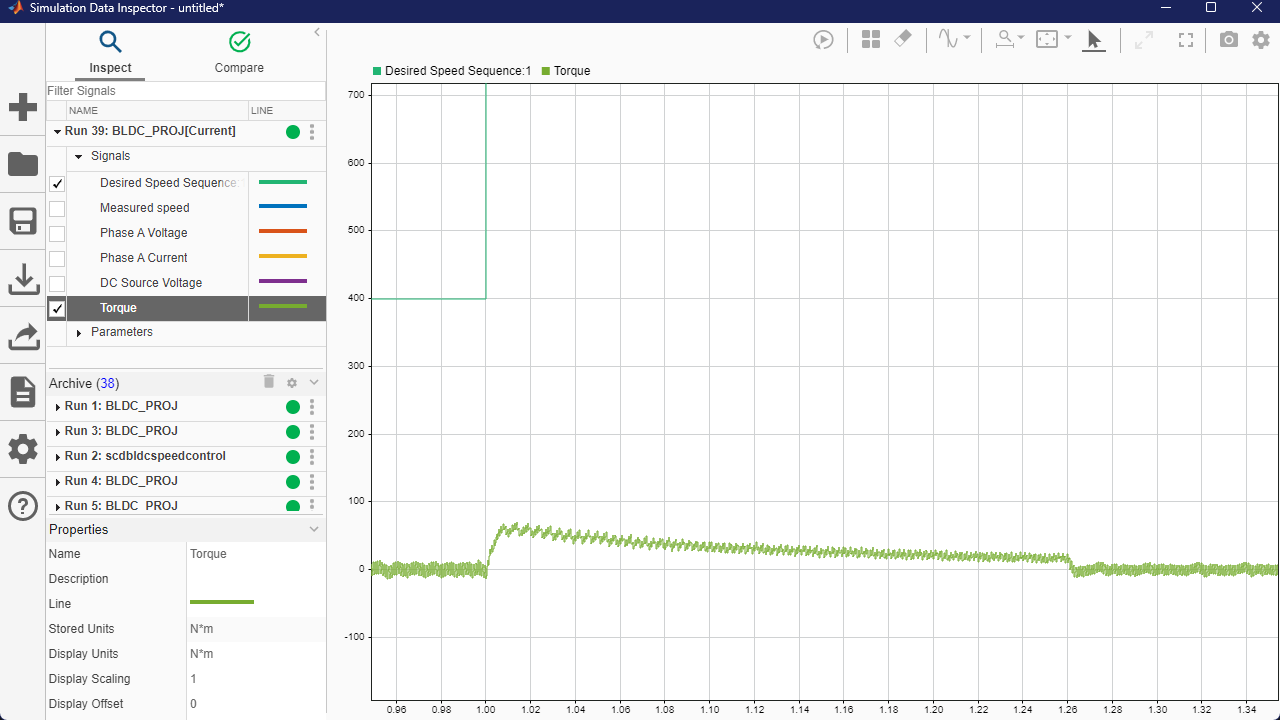 Simulation Data Inspector - untitled*
Inspect
Compare
Filter Signals
NAME
LINE
Run 39: BLDC_PROJ[Current]
Signals
Desired Speed Sequence:
Measured speed
Phase A Voltage
Phase A Current
DC Source Voltage
Torque
Parameters
Archive (38)
Run 1: BLDC_PROJ
Run 3: BLDC_PROJ
Run 2: scdbldcspeedcontrol
Run 4: BLDC_PROJ
Run 5: BLDC_PROJ
Properties
Name Torque
Description
Line
Stored Units N*m
Display Units N*m
Display Scaling 1
Display Offset 0
Desired Speed Sequence:1 Torque
700
600
500
400
300
200
100
0
-100
0.96 0.98 1.00 1.02 1.04 1.06 1.08 1.10 1.12 1.14 1.16 1.18 1.20 1.22 1.24 1.26 1.28 1.30 1.32 1.34